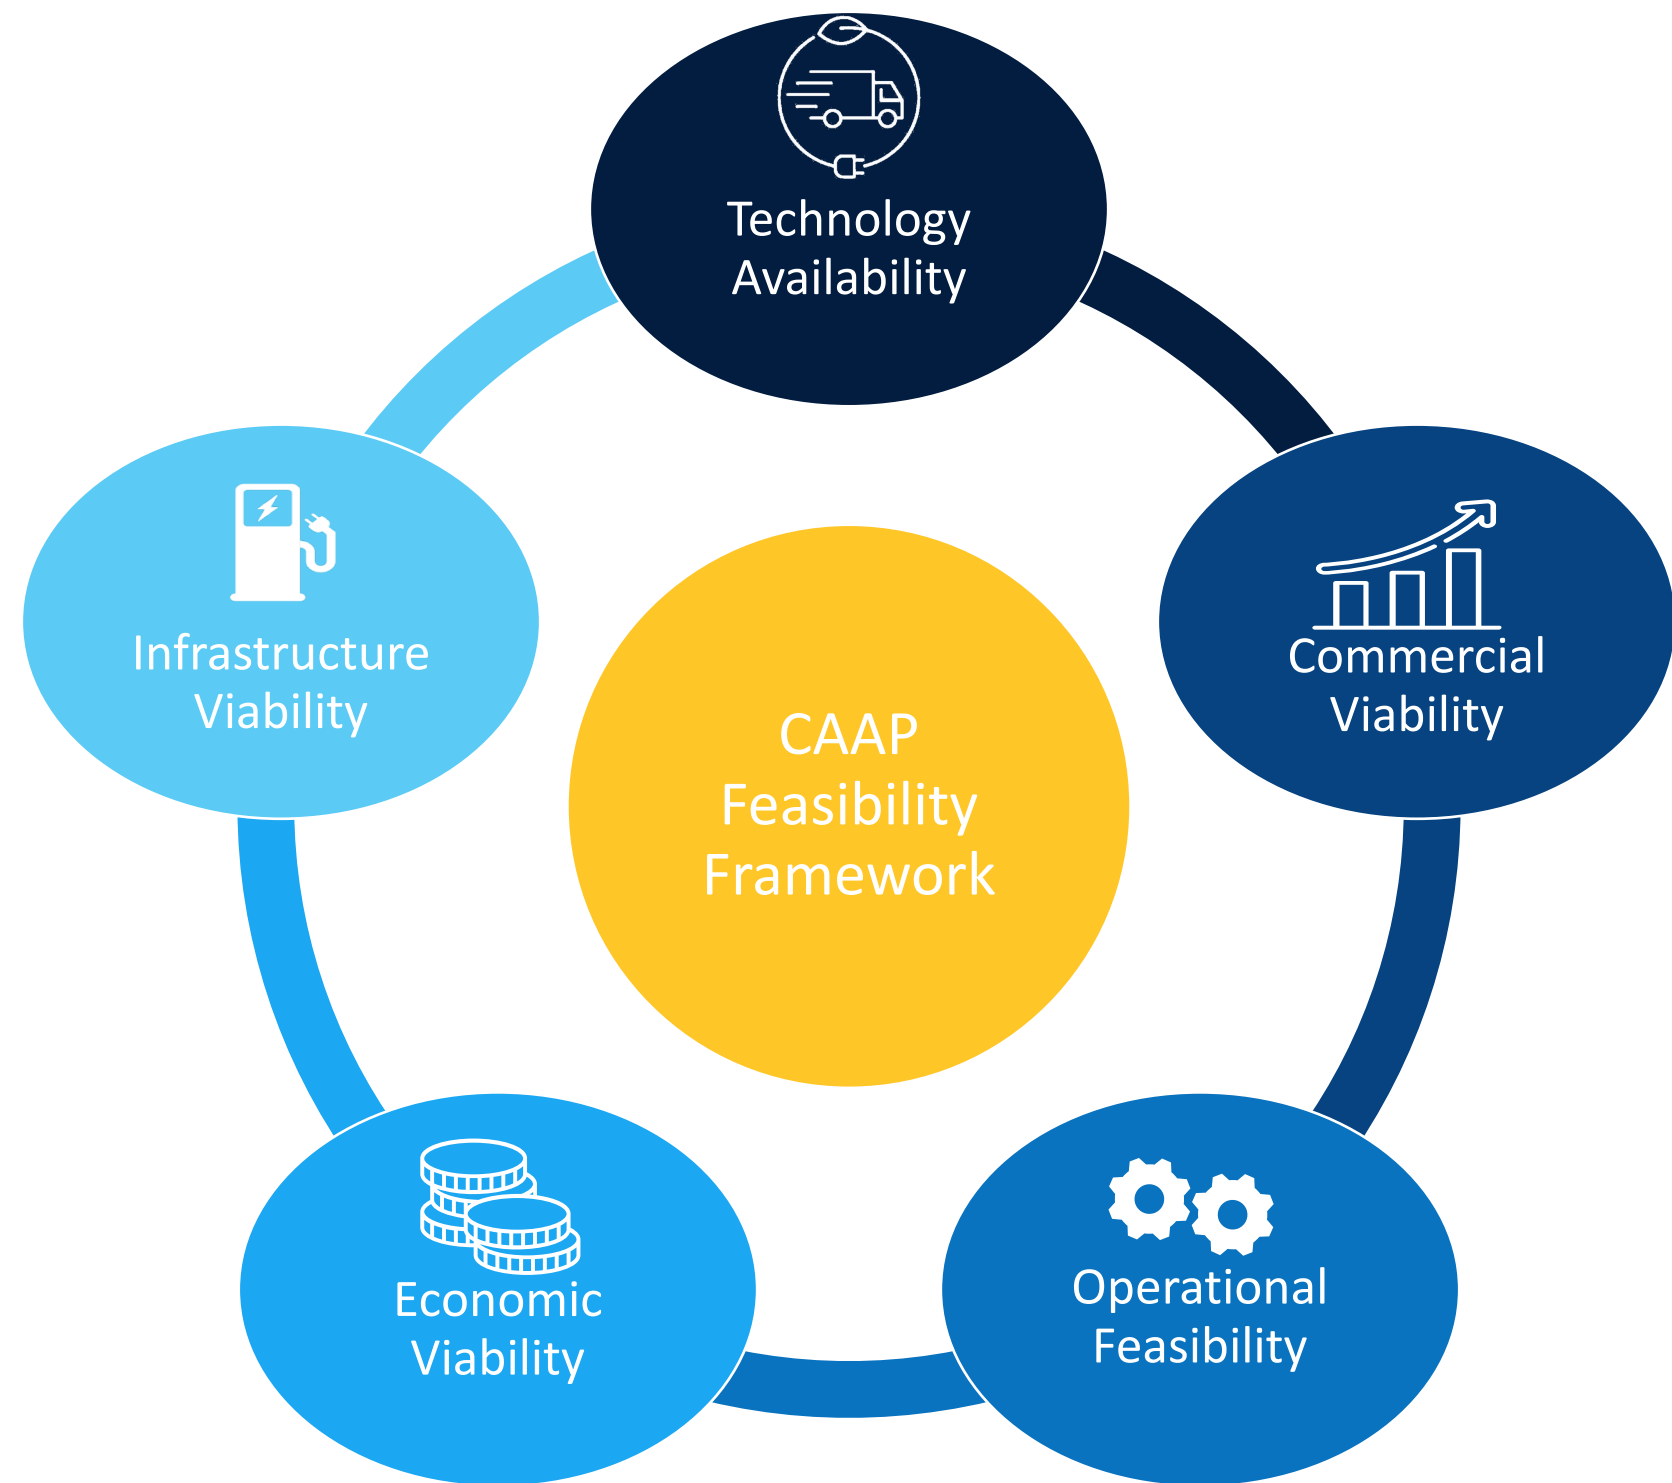 Technology
Availability
Commercial
Viability
Operational
Feasibility
Economic
Viability
Infrastructure
Viability
CAAP
Feasibility
Framework